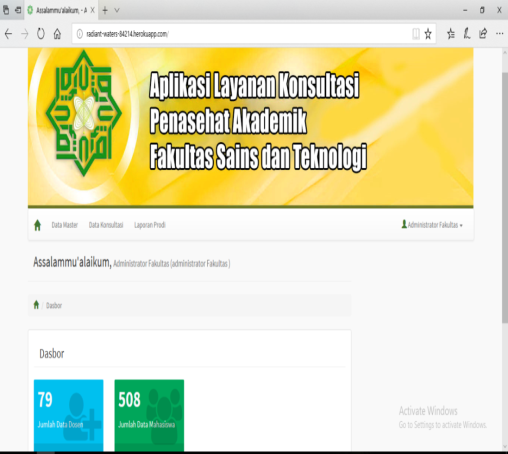 Assalammu'alaikum, - A
radiant-waters-84214.herokuapp.com/
Aplikasi Layanan Konsultasi
Penasehat Akademik
Fakultas Sains dan Teknologi
Data Master Data Konsultasi Laporan Prodi Administrator Fakultas
Assalammu'alaikum, Administrator Fakultas (administrator Fakultas )
/ Dasbor
Dasbor
79 508
Jumlah Data Dosen Jumlah Data Mahasiswa
Activate Windows
Go to Settings to activate Windows.